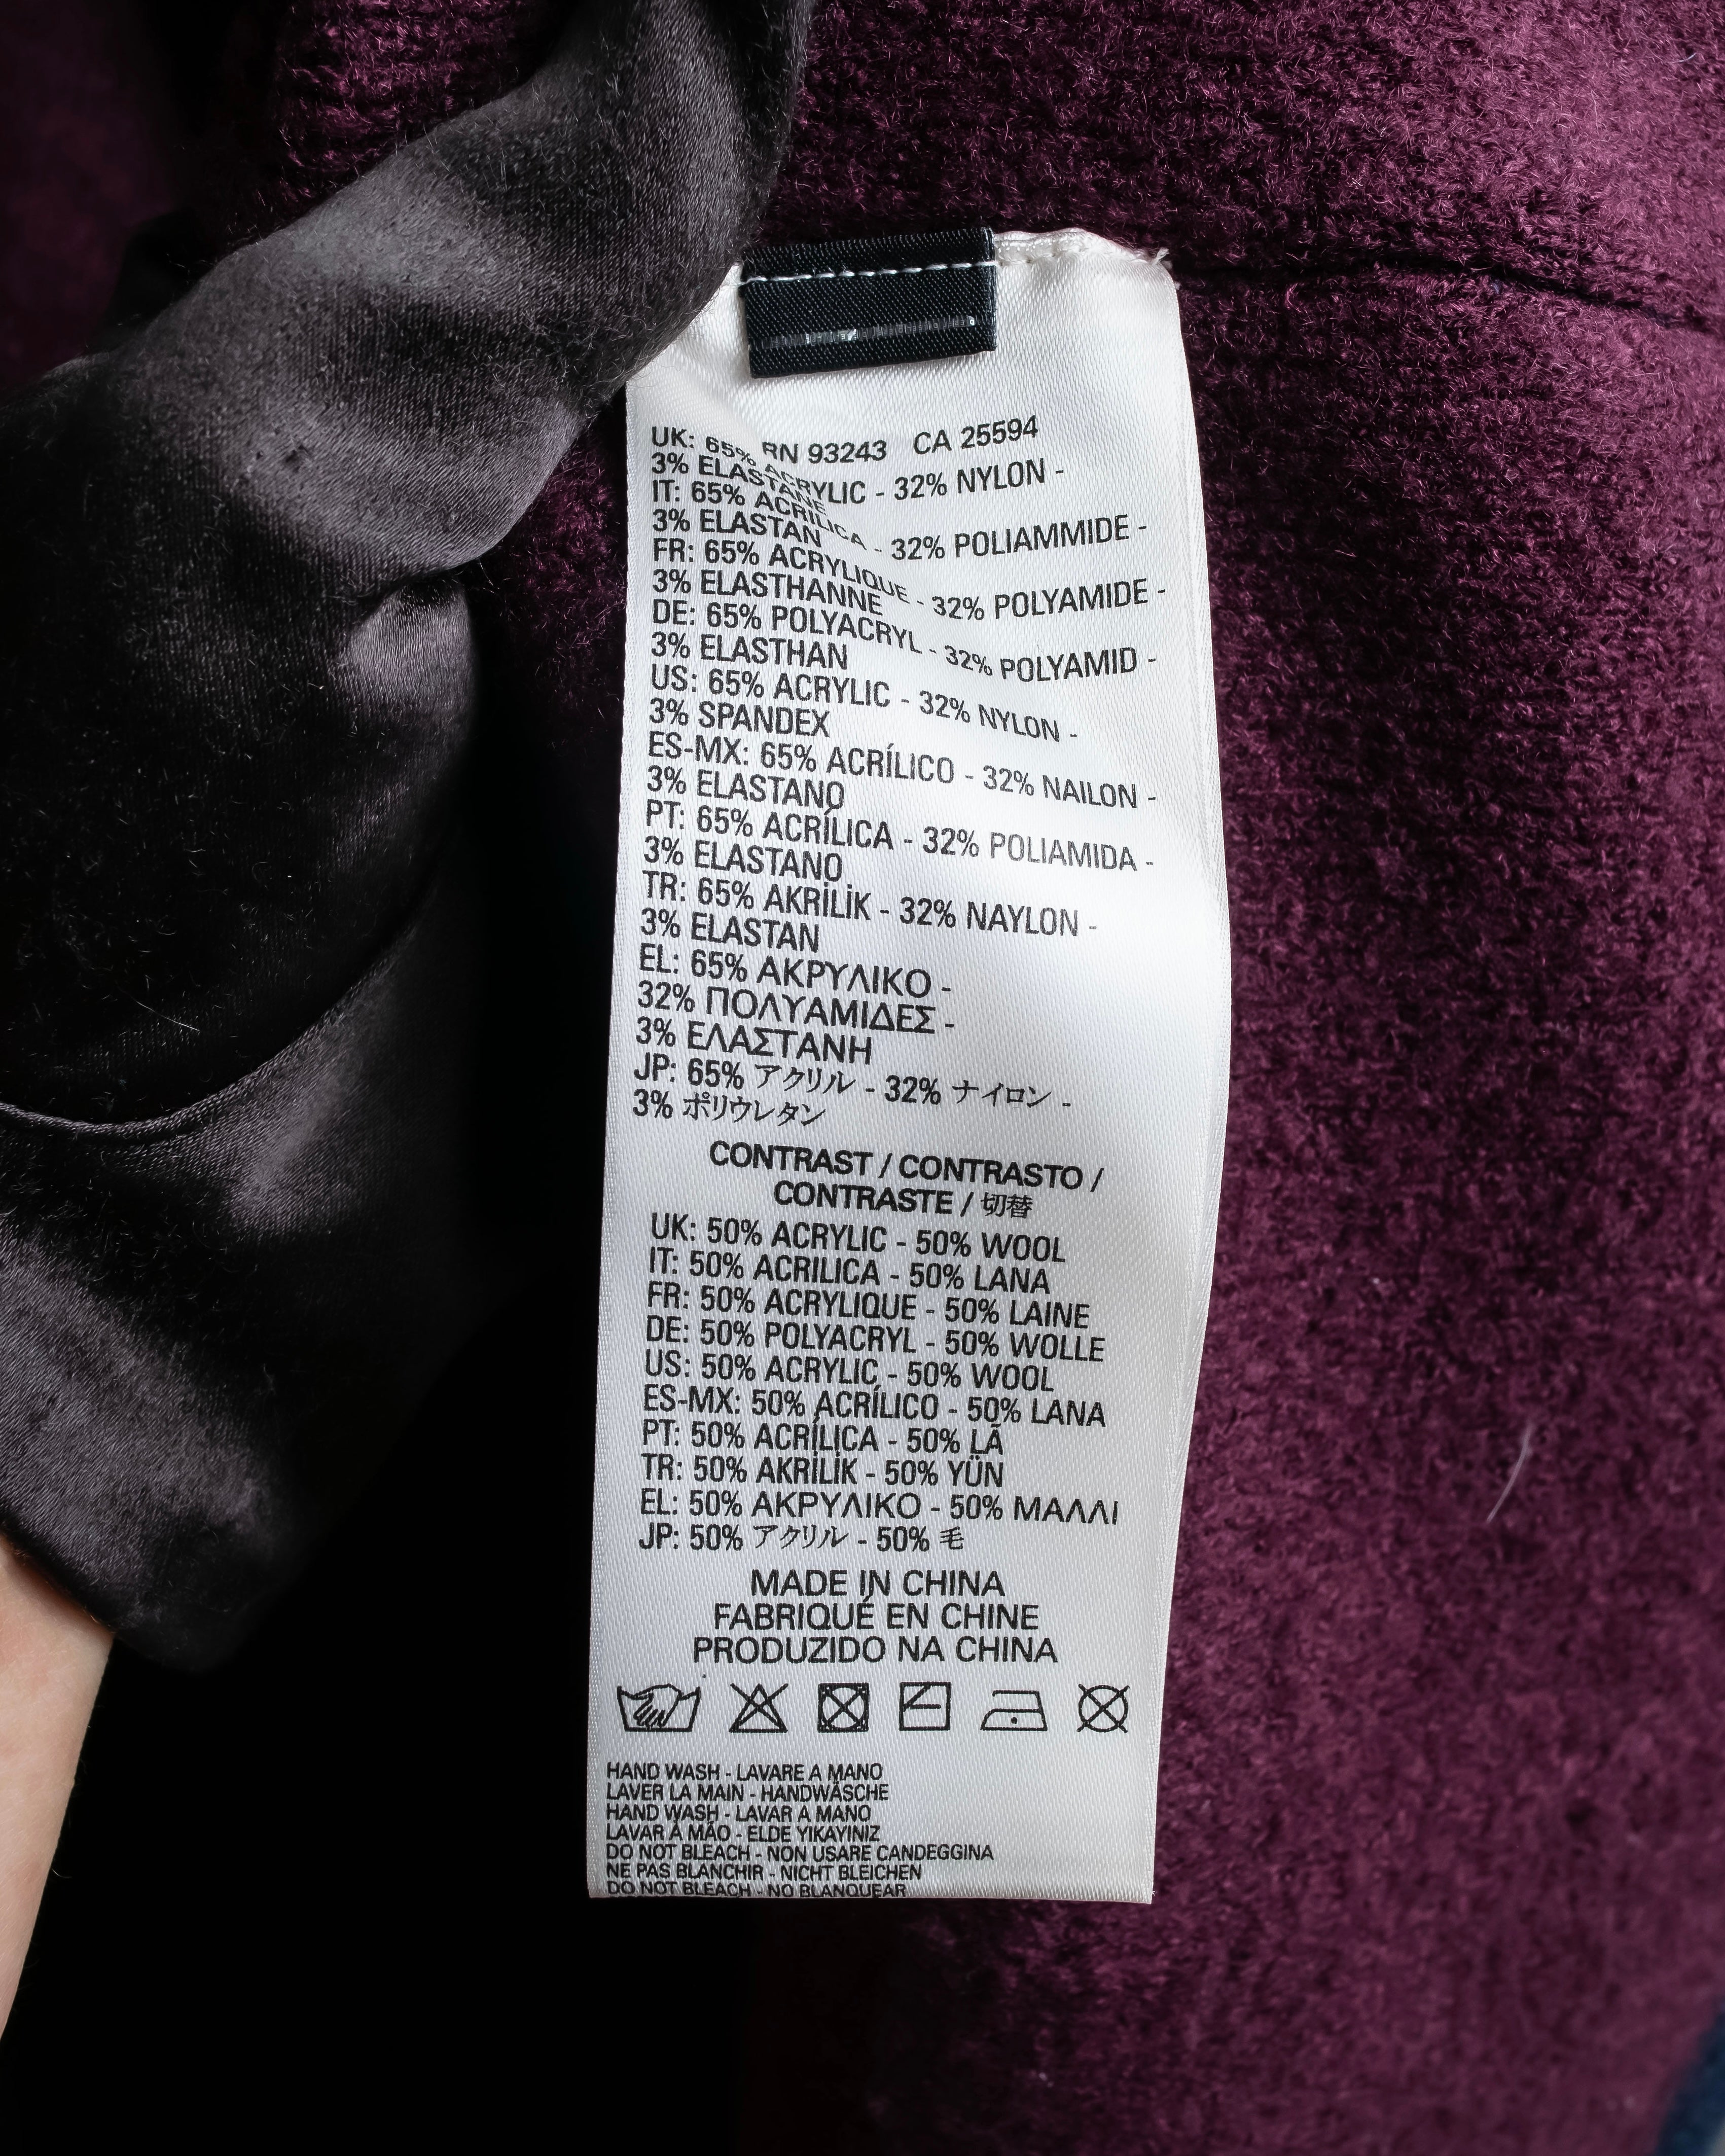 RN 93243 CA 25594
UK: 65% ACRYLIC - 32% NYLON -
3% ELASTANE
IT: 65% ACRILICA - 32% POLIAMMIDE -
3% ELASTAN
FR: 65% ACRYLIQUE - 32% POLYAMIDE -
3% ELASTHANNE
DE: 65% POLYACRYL - 32% POLYAMID -
3% ELASTHAN
US: 65% ACRYLIC - 32% NYLON -
3% SPANDEX
ES-MX: 65% ACRÍLICO - 32% NAILON -
3% ELASTANO
PT: 65% ACRÍLICA - 32% POLIAMIDA -
3% ELASTANO
TR: 65% AKRİLİK - 32% NAYLON -
3% ELASTAN
EL: 65% ΑΚΡΥΛΙΚΟ -
32% ΠΟΛΥΑΜΙΔΕΣ -
3% ΕΛΑΣΤΑΝΗ
JP: 65% アクリル - 32% ナイロン -
3% ポリウレタン
CONTRAST / CONTRASTO /
CONTRASTE / 切替
UK: 50% ACRYLIC - 50% WOOL
IT: 50% ACRILICA - 50% LANA
FR: 50% ACRYLIQUE - 50% LAINE
DE: 50% POLYACRYL - 50% WOLLE
US: 50% ACRYLIC - 50% WOOL
ES-MX: 50% ACRÍLICO - 50% LANA
PT: 50% ACRÍLICA - 50% LÃ
TR: 50% AKRİLİK - 50% YÜN
EL: 50% ΑΚΡΥΛΙΚΟ - 50% ΜΑΛΛΙ
JP: 50% アクリル - 50% 毛
MADE IN CHINA
FABRIQUÉ EN CHINE
PRODUZIDO NA CHINA
HAND WASH - LAVARE A MANO
LAVER LA MAIN - HANDWÄSCHE
HAND WASH - LAVAR A MANO
LAVAR À MÃO - ELDE YIKAYINIZ
DO NOT BLEACH - NON USARE CANDEGGINA
NE PAS BLANCHIR - NICHT BLEICHEN
DO NOT BLEACH - NO BLANQUEAR